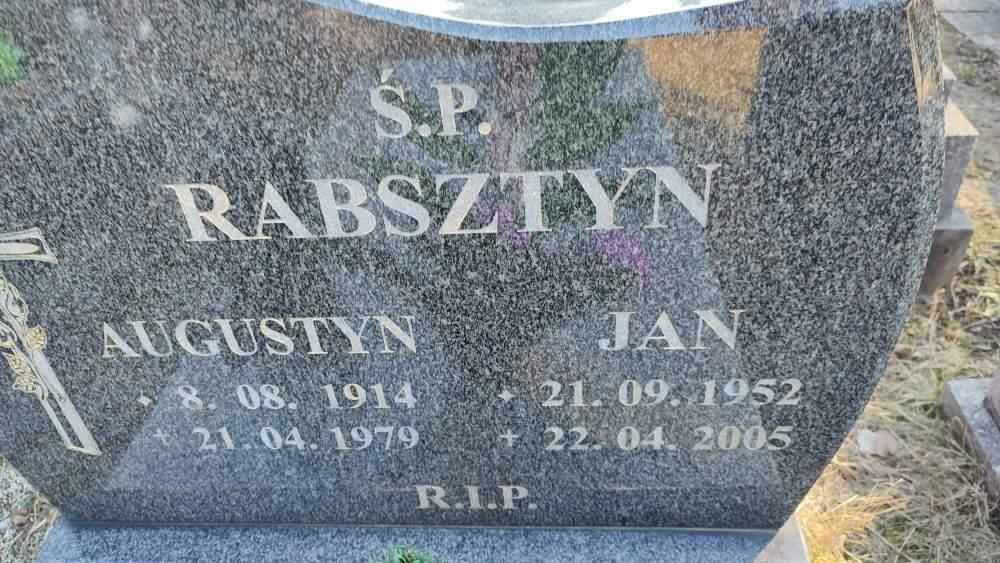 Ś.P.
RABSZTYN
AUGUSTYN JAN
8. 08. 1914 21. 09. 1952
+ 21. 04. 1979 + 22. 04. 2005
R.I.P.